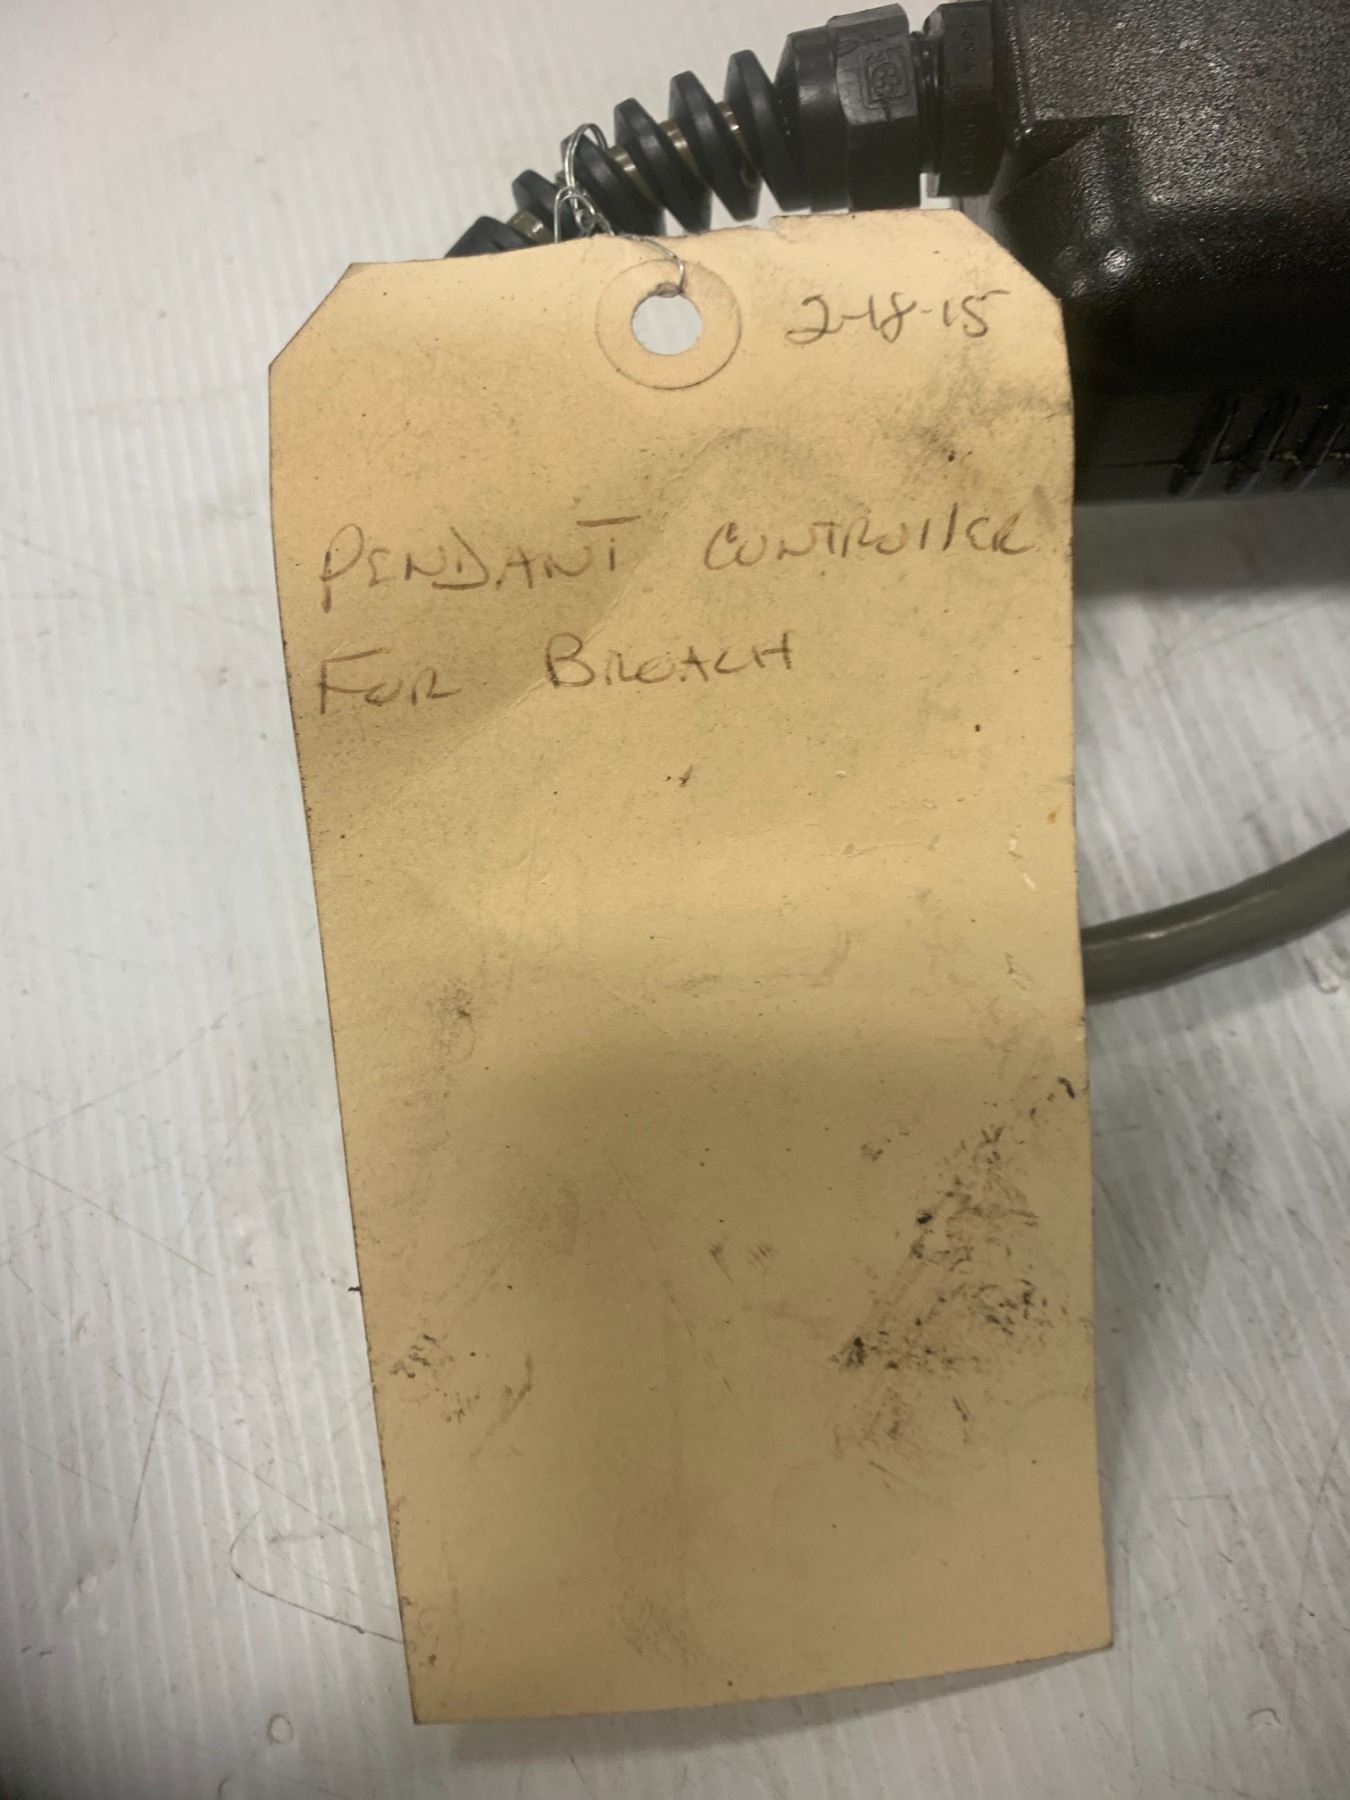 2-18-15
PENDANT CONTROllER
FOR BROACH